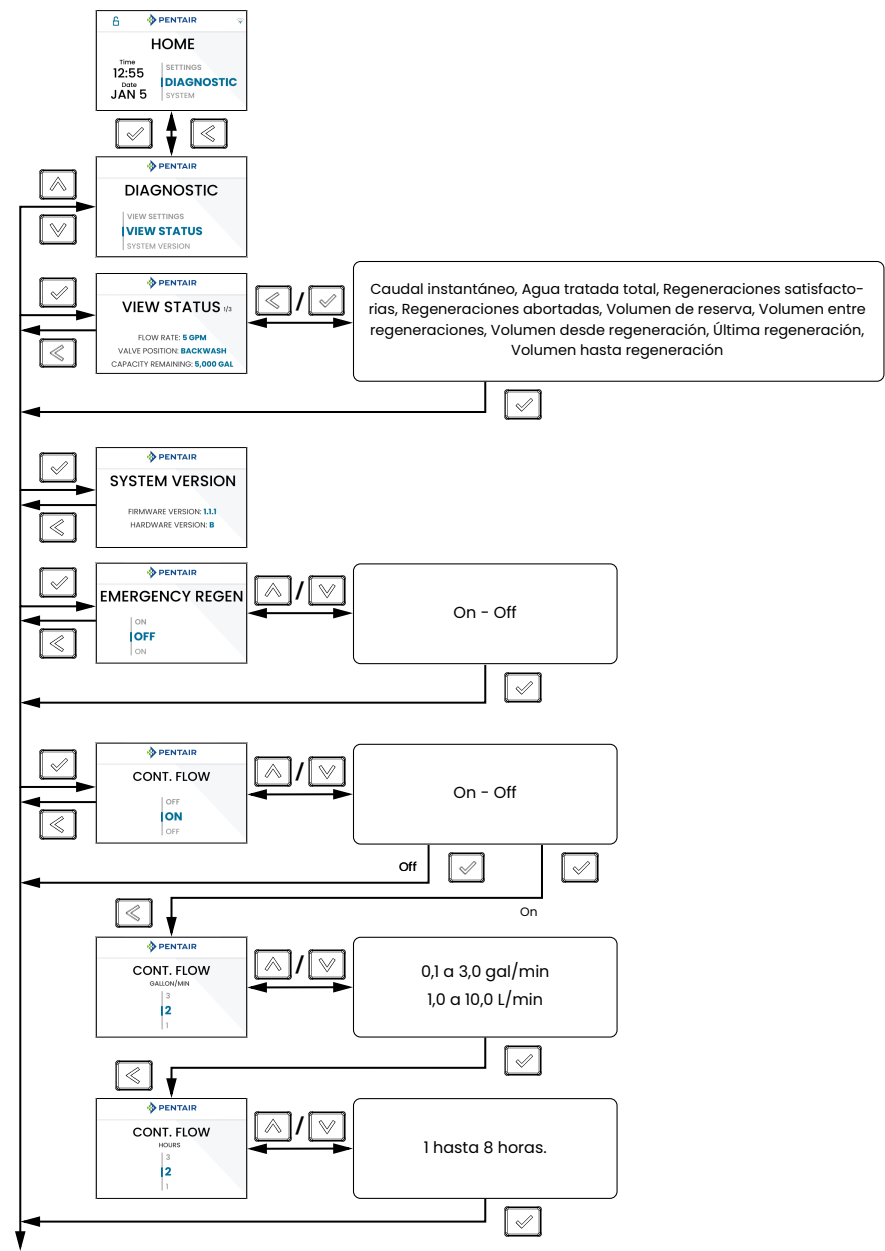 PENTAIR
HOME
Time
12:55
Date
JAN 5
SETTINGS
DIAGNOSTIC
SYSTEM
PENTAIR
DIAGNOSTIC
VIEW SETTINGS
VIEW STATUS
SYSTEM VERSION
PENTAIR
VIEW STATUS 1/3
FLOW RATE: 5 GPM
VALVE POSITION: BACKWASH
CAPACITY REMAINING: 5,000 GAL
/
Caudal instantáneo, Agua tratada total, Regeneraciones satisfacto-
rias, Regeneraciones abortadas, Volumen de reserva, Volumen entre
regeneraciones, Volumen desde regeneración, Última regeneración,
Volumen hasta regeneración
PENTAIR
SYSTEM VERSION
FIRMWARE VERSION: 1.1.1
HARDWARE VERSION: B
PENTAIR
EMERGENCY REGEN
ON
OFF
ON
/
On - Off
PENTAIR
CONT. FLOW
OFF
ON
OFF
/
On - Off
Off
On
PENTAIR
CONT. FLOW
GALLON/MIN
3
2
1
/
0,1 a 3,0 gal/min
1,0 a 10,0 L/min
PENTAIR
CONT. FLOW
HOURS
3
2
1
/
1 hasta 8 horas.